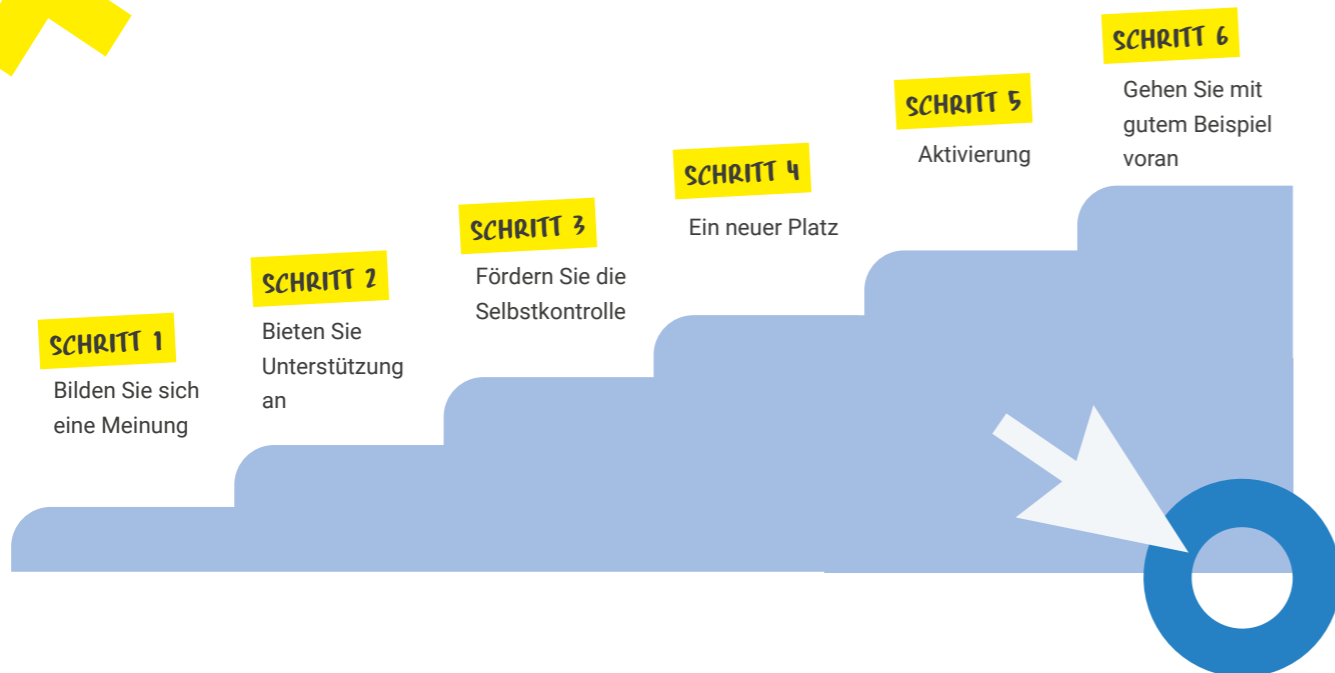 SCHRITT 1
Bilden Sie sich
eine Meinung
SCHRITT 2
Bieten Sie
Unterstützung
an
SCHRITT 3
Fördern Sie die
Selbstkontrolle
SCHRITT 4
Ein neuer Platz
SCHRITT 5
Aktivierung
SCHRITT 6
Gehen Sie mit
gutem Beispiel
voran